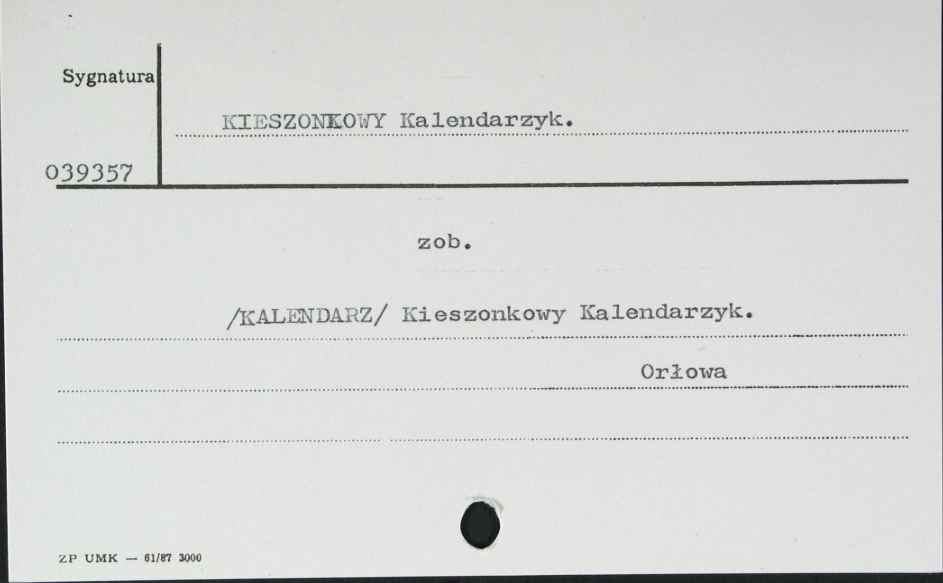 Sygnatura
KIESZONKOWY Kalendarzyk.
039357
zob.
/KALENDARZ/ Kieszonkowy Kalendarzyk.
Orłowa
ZP UMK — 61/87 3000